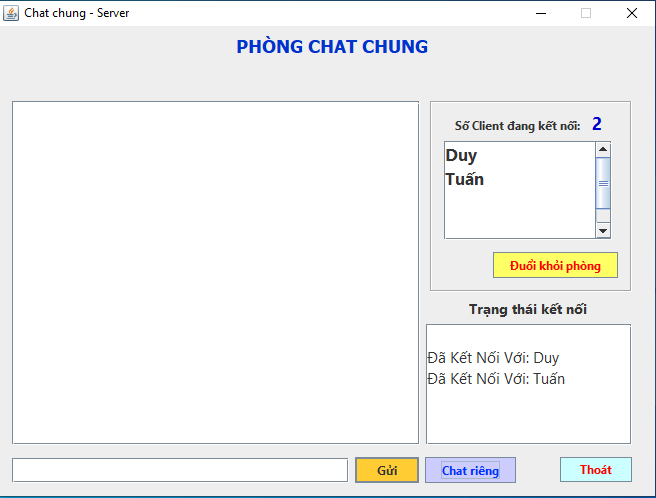 Chat chung - Server
PHÒNG CHAT CHUNG
Số Client đang kết nối: 2
Duy
Tuấn
Đuổi khỏi phòng
Trạng thái kết nối
Đã Kết Nối Với: Duy
Đã Kết Nối Với: Tuấn
Gửi
Chat riêng
Thoát